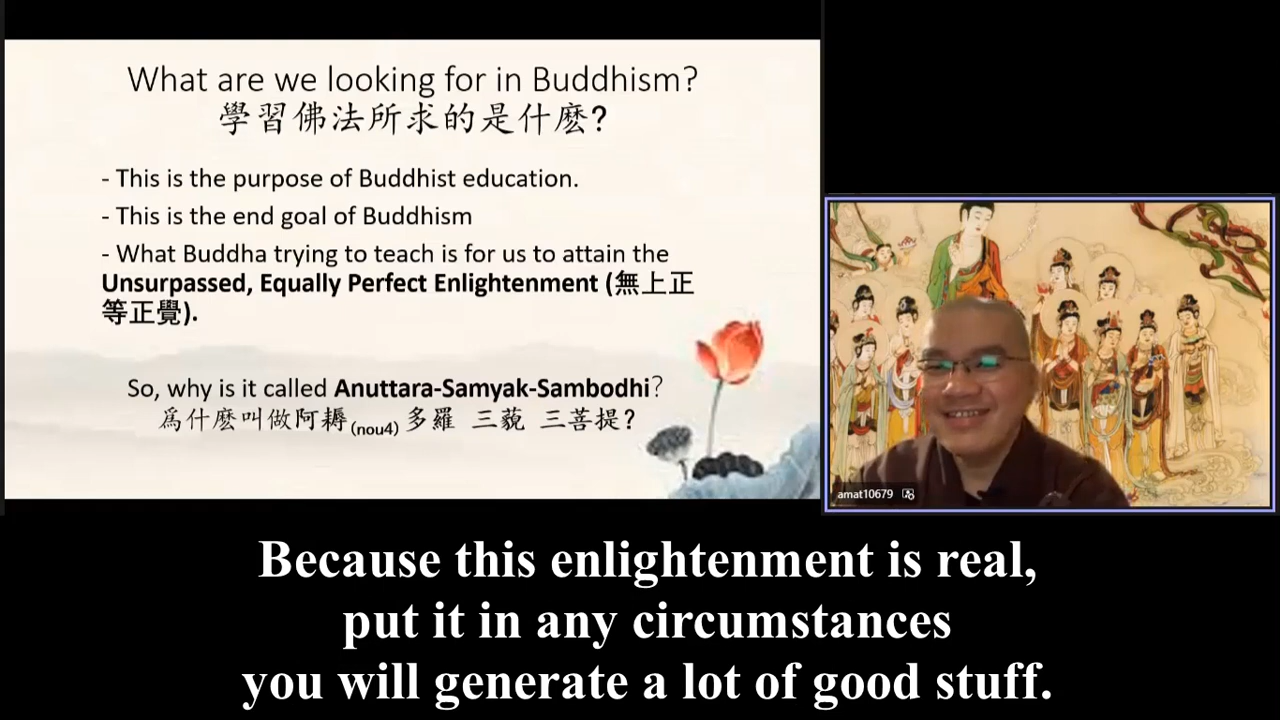 What are we looking for in Buddhism?
學習佛法所求的是什麽?
- This is the purpose of Buddhist education.
- This is the end goal of Buddhism
- What Buddha trying to teach is for us to attain the
Unsurpassed, Equally Perfect Enlightenment (無上正
等正覺).
So, why is it called Anuttara-Samyak-Sambodhi?
爲什麽叫做阿耨(nou4) 多羅 三藐 三菩提?
amat10679
Because this enlightenment is real,
put it in any circumstances
you will generate a lot of good stuff.